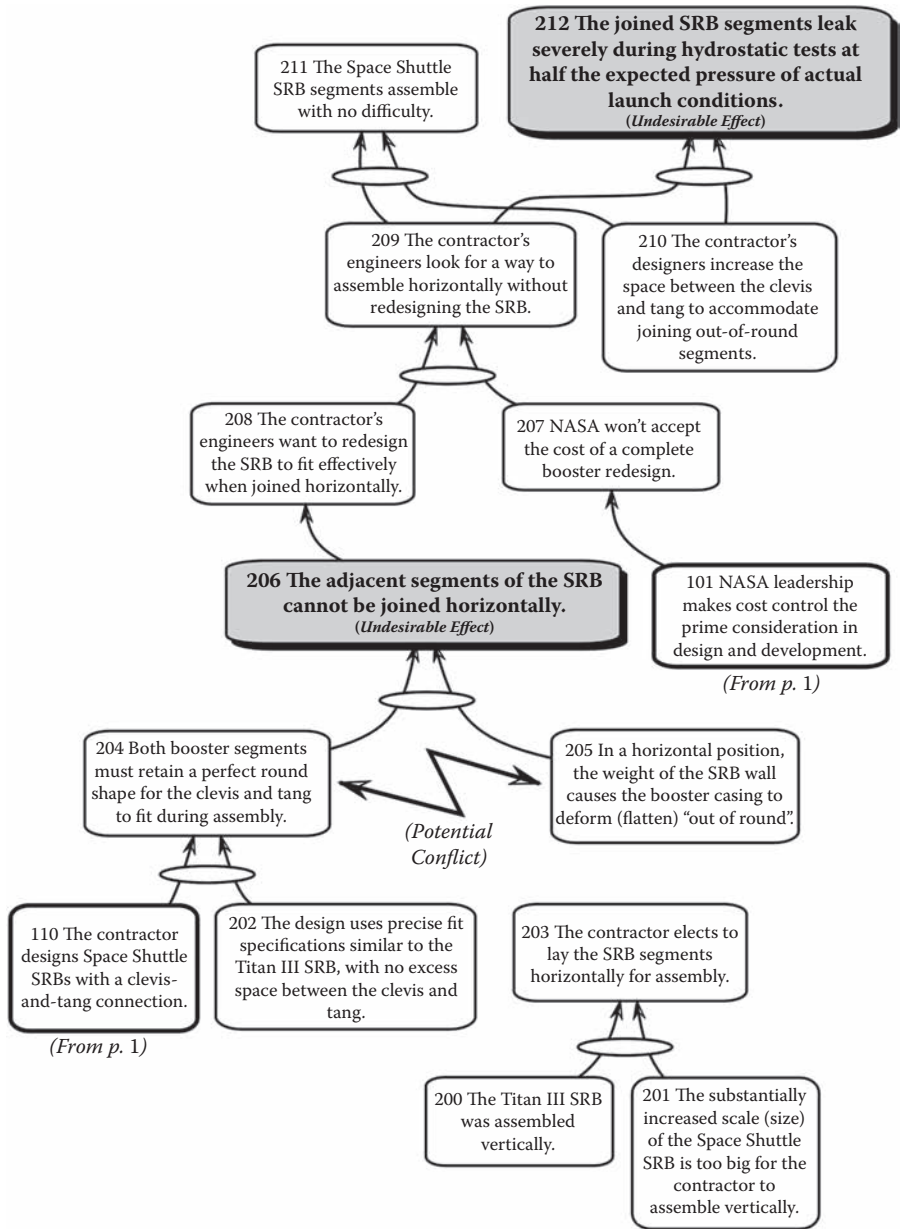 212 The joined SRB segments leak
severely during hydrostatic tests at
half the expected pressure of actual
launch conditions.
(Undesirable Effect)
211 The Space Shuttle
SRB segments assemble
with no difficulty.
209 The contractor’s
engineers look for a way to
assemble horizontally without
redesigning the SRB.
210 The contractor’s
designers increase the
space between the clevis
and tang to accommodate
joining out-of-round
segments.
208 The contractor’s
engineers want to redesign
the SRB to fit effectively
when joined horizontally.
207 NASA won’t accept
the cost of a complete
booster redesign.
206 The adjacent segments of the SRB
cannot be joined horizontally.
(Undesirable Effect)
101 NASA leadership
makes cost control the
prime consideration in
design and development.
(From p. 1)
204 Both booster segments
must retain a perfect round
shape for the clevis and tang
to fit during assembly.
(Potential
Conflict)
205 In a horizontal position,
the weight of the SRB wall
causes the booster casing to
deform (flatten) “out of round”.
110 The contractor
designs Space Shuttle
SRBs with a clevis-
and-tang connection.
(From p. 1)
202 The design uses precise fit
specifications similar to the
Titan III SRB, with no excess
space between the clevis and
tang.
203 The contractor elects to
lay the SRB segments
horizontally for assembly.
200 The Titan III SRB
was assembled
vertically.
201 The substantially
increased scale (size)
of the Space Shuttle
SRB is too big for the
contractor to
assemble vertically.